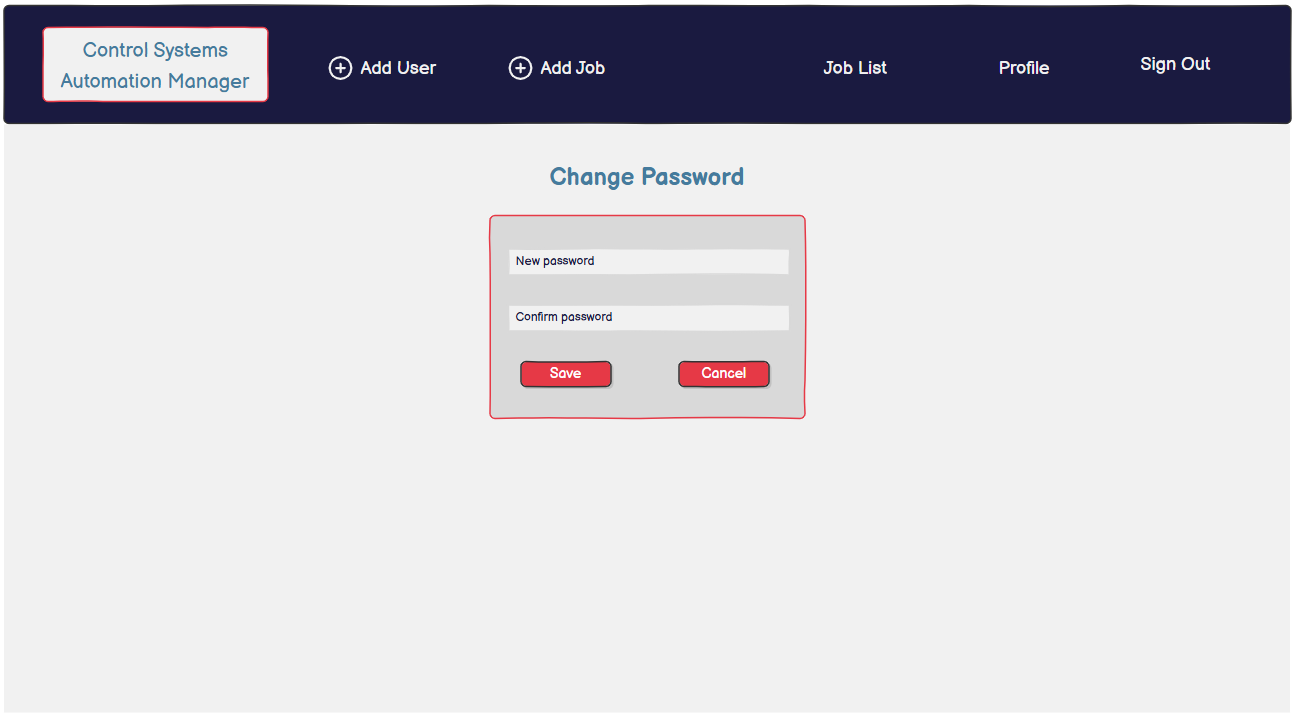 Control Systems
Automation Manager
Add User
Add Job
Job List
Profile
Sign Out
Change Password
New password
Confirm password
Save
Cancel